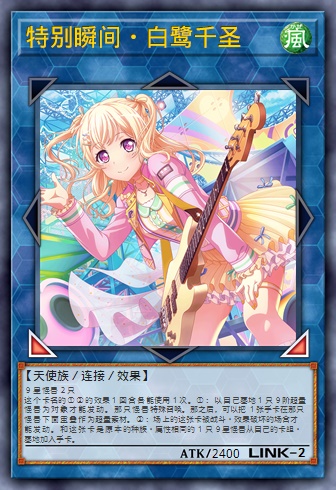 特别瞬间・白鹭千圣
風
【天使族／连接／效果】
9星怪兽2只
这个卡名的①②的效果1回合各能使用1次。①：以自己墓地1只9阶超量
怪兽为对象才能发动。那只怪兽特殊召唤。那之后，可以把1张手卡在那只
怪兽下面重叠作为超量素材。②：场上的这张卡被战斗、效果破坏的场合才
能发动。和这张卡是原本的种族、属性相同的1只9星怪兽从自己的卡组、
墓地加入手卡。
ATK/2400 LINK-2